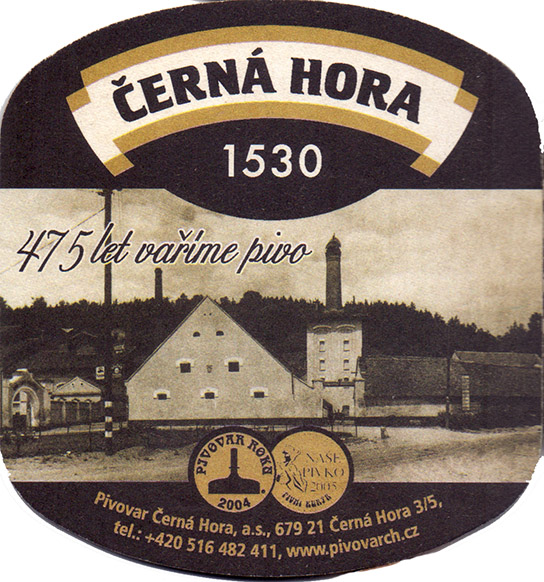 ČERNÁ HORA
1530
475 let vaříme pivo
PIVOVAR ROKU
2004
NAŠE
PIVKO
2005
Pivovar Černá Hora, a.s., 679 21 Černá Hora 3/5,
tel.: +420 516 482 411, www.pivovarch.cz